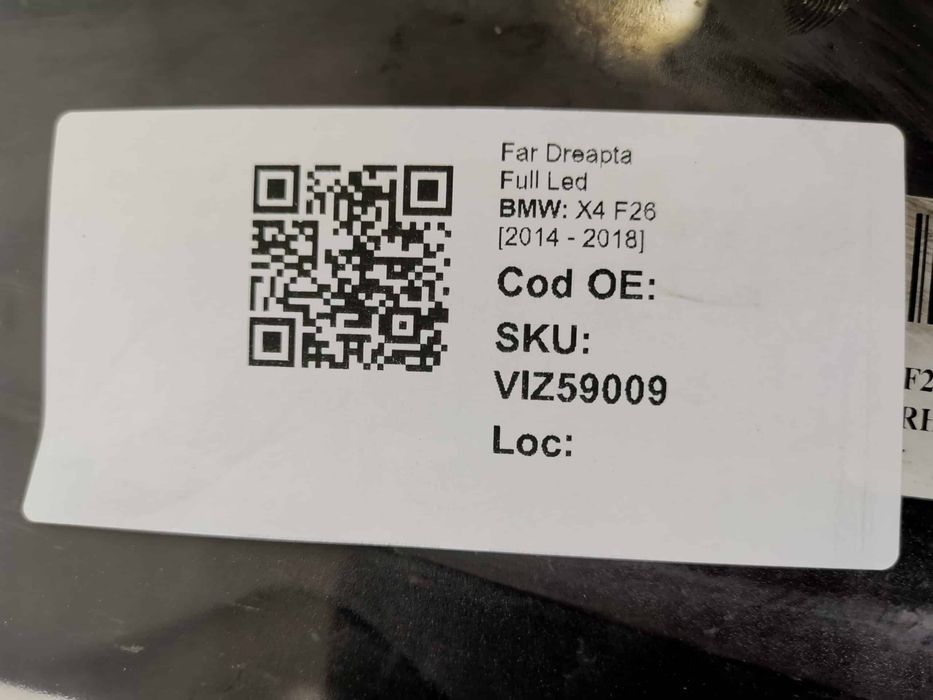 Far Dreapta
Full Led
BMW: X4 F26
[2014 - 2018]
Cod OE:
SKU:
VIZ59009
Loc: